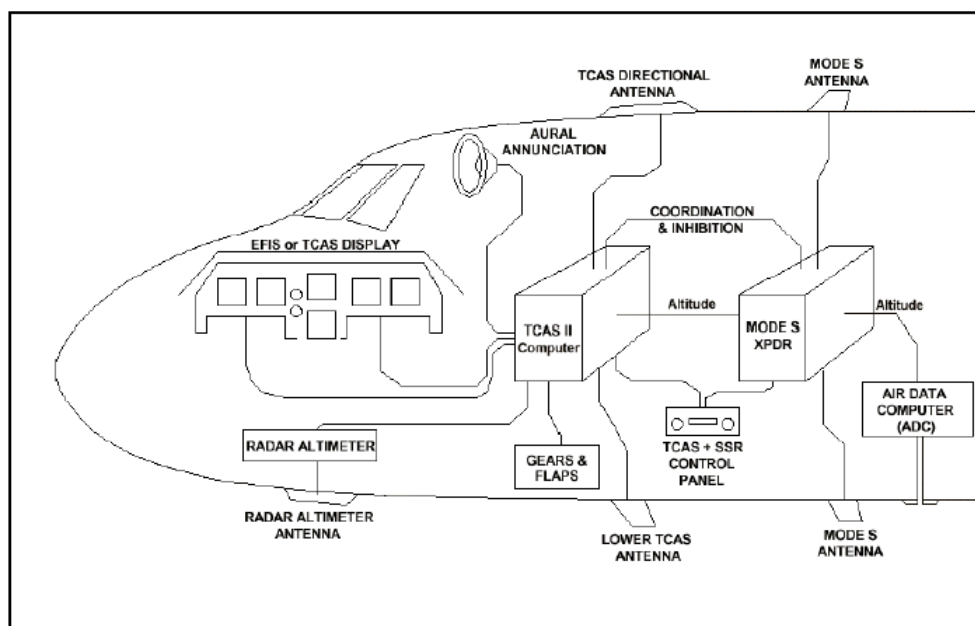 TCAS DIRECTIONAL
ANTENNA
MODE S
ANTENNA
AURAL
ANNUNCIATION
COORDINATION
& INHIBITION
EFIS or TCAS DISPLAY
TCAS II
Computer
Altitude
MODE S
XPDR
Altitude
AIR DATA
COMPUTER
(ADC)
RADAR ALTIMETER
GEARS &
FLAPS
TCAS + SSR
CONTROL
PANEL
RADAR ALTIMETER
ANTENNA
LOWER TCAS
ANTENNA
MODE S
ANTENNA